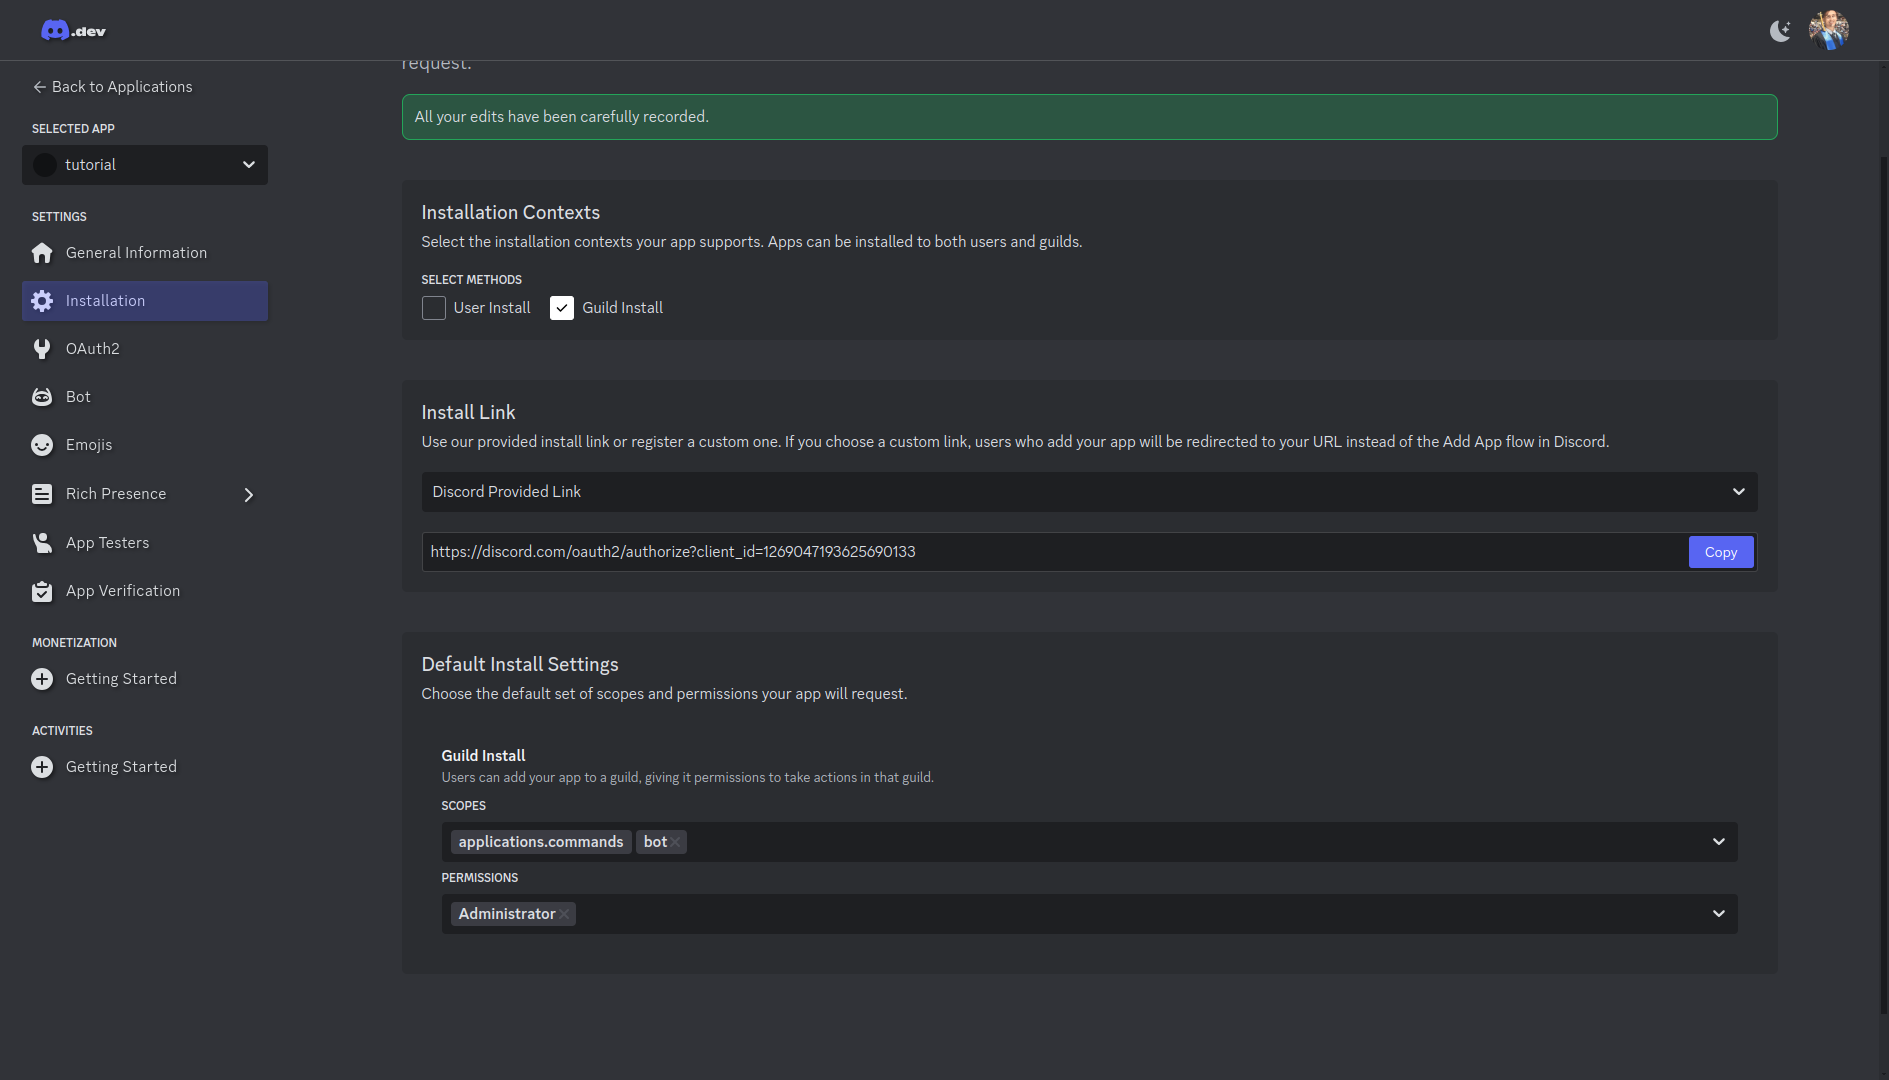 .dev
request.
Back to Applications
SELECTED APP
tutorial
SETTINGS
General Information
Installation
OAuth2
Bot
Emojis
Rich Presence
App Testers
App Verification
MONETIZATION
Getting Started
ACTIVITIES
Getting Started
All your edits have been carefully recorded.
Installation Contexts
Select the installation contexts your app supports. Apps can be installed to both users and guilds.
SELECT METHODS
User Install Guild Install
Install Link
Use our provided install link or register a custom one. If you choose a custom link, users who add your app will be redirected to your URL instead of the Add App flow in Discord.
Discord Provided Link
https://discord.com/oauth2/authorize?client_id=1269047193625690133 Copy
Default Install Settings
Choose the default set of scopes and permissions your app will request.
Guild Install
Users can add your app to a guild, giving it permissions to take actions in that guild.
SCOPES
applications.commands bot
PERMISSIONS
Administrator